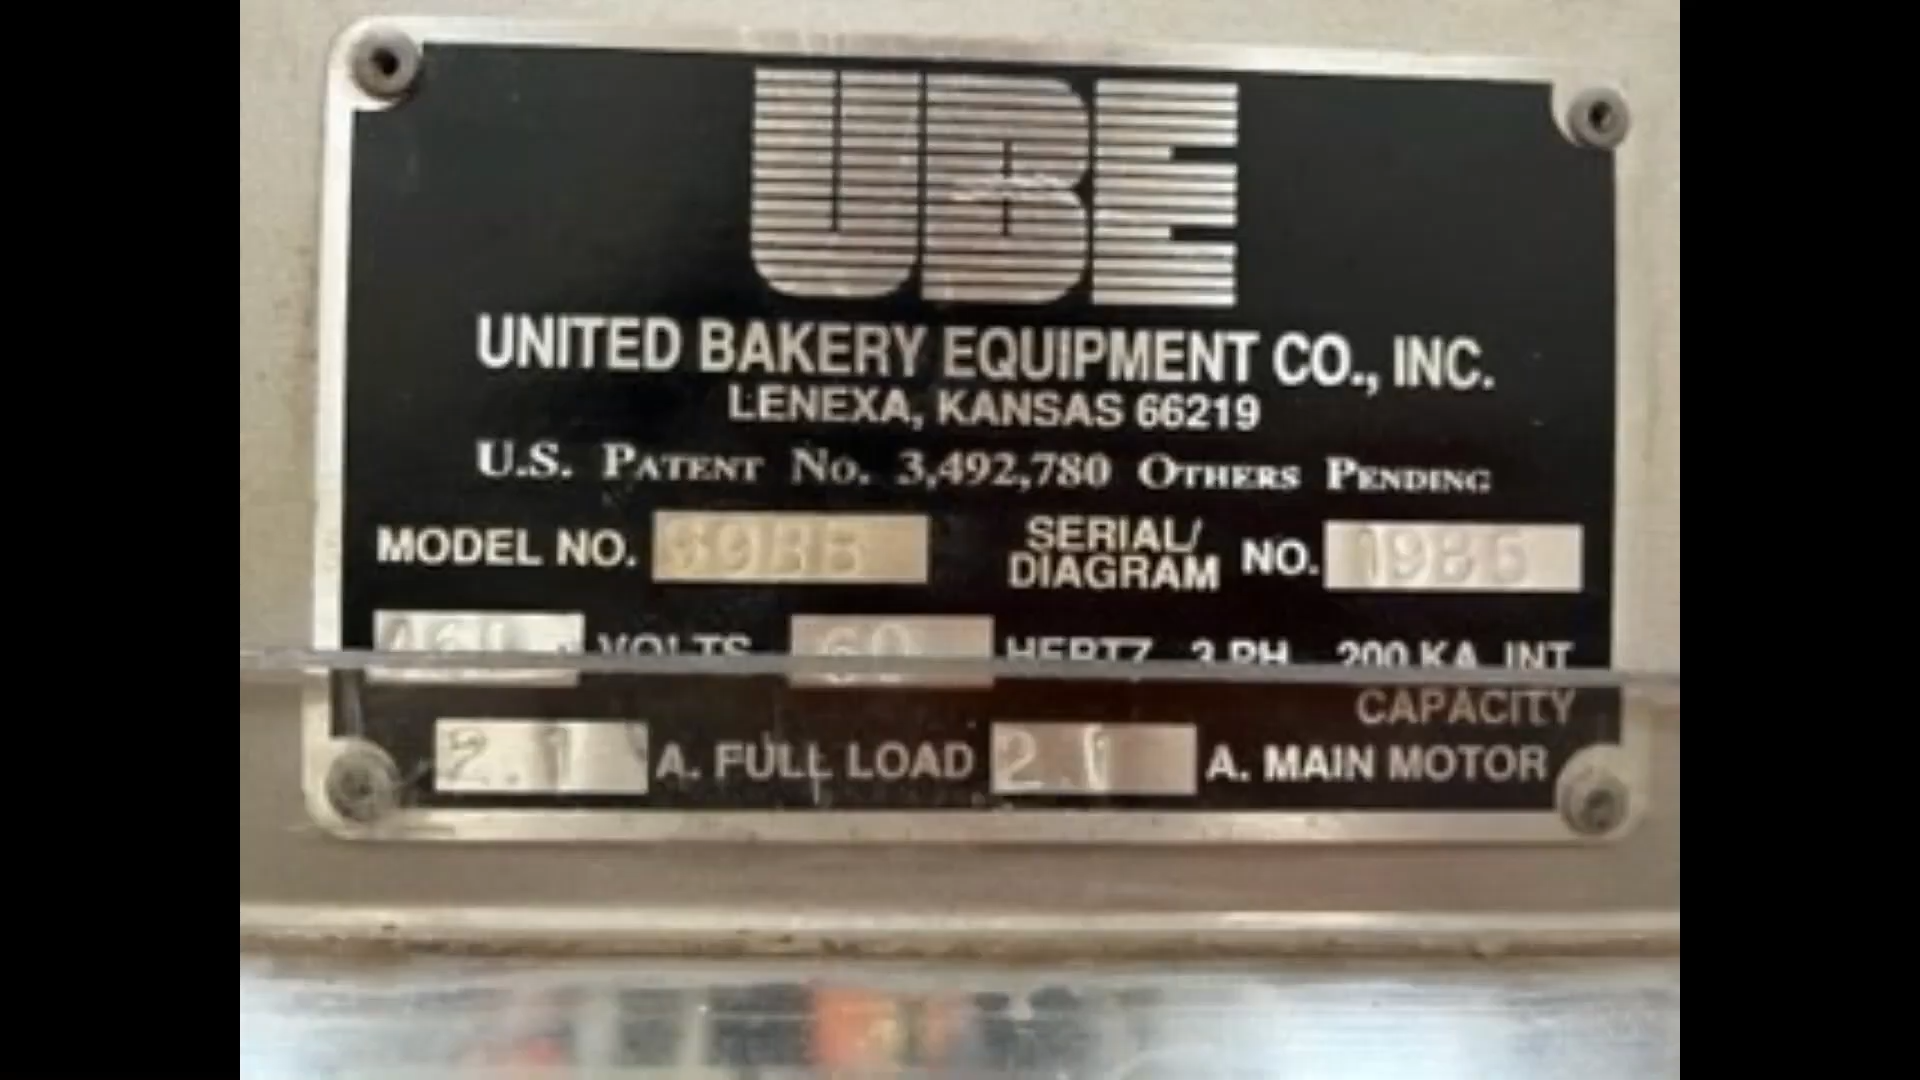 UBE
UNITED BAKERY EQUIPMENT CO., INC.
LENEXA, KANSAS 66219
U.S. PATENT No. 3,492,780 OTHERS PENDING
MODEL NO. SERIAL/DIAGRAM NO. 1986
VOLTS 60 HERTZ 3 PH 200 KA INT
CAPACITY
2.1 A. FULL LOAD 2.1 A. MAIN MOTOR